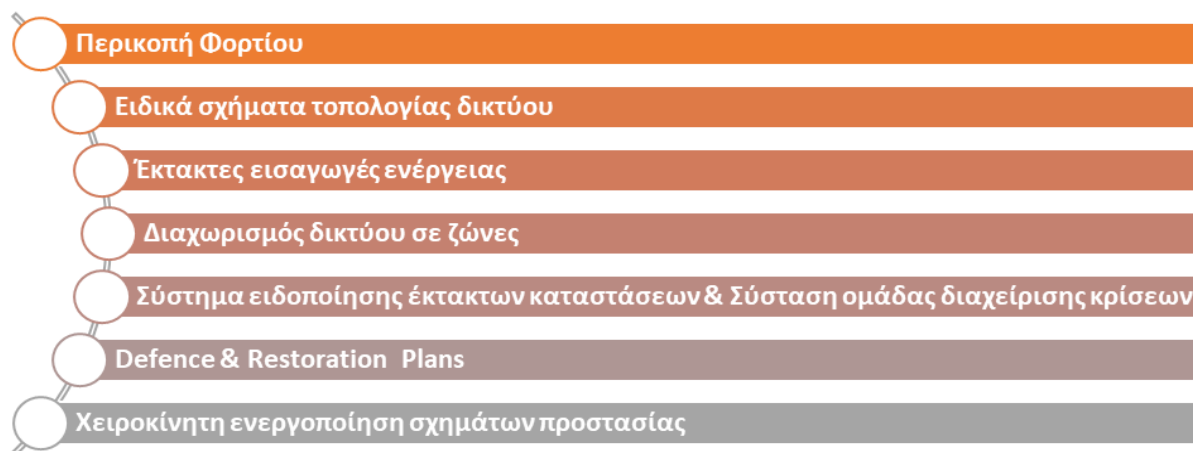 Περικοπή Φορτίου
Ειδικά σχήματα τοπολογίας δικτύου
Έκτακτες εισαγωγές ενέργειας
Διαχωρισμός δικτύου σε ζώνες
Σύστημα ειδοποίησης έκτακτων καταστάσεων & Σύσταση ομάδας διαχείρισης κρίσεων
Defence & Restoration Plans
Χειροκίνητη ενεργοποίηση σχημάτων προστασίας